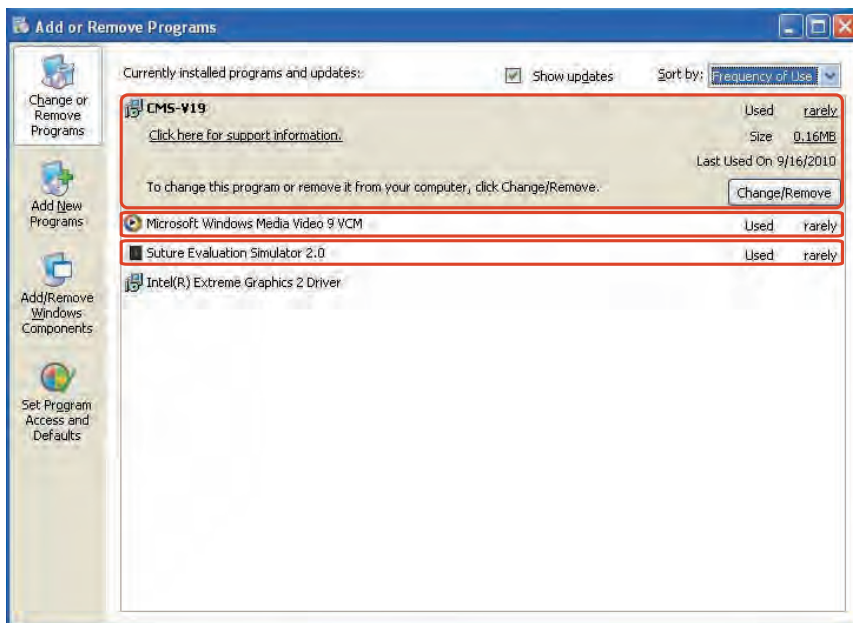 Add or Remove Programs
Currently installed programs and updates:
Show updates
Sort by: Frequency of Use
Change or
Remove
Programs
Add New
Programs
Add/Remove
Windows
Components
Set Program
Access and
Defaults
CMS-V19
Used rarely
Click here for support information.
Size 0.16MB
Last Used On 9/16/2010
To change this program or remove it from your computer, click Change/Remove.
Change/Remove
Microsoft Windows Media Video 9 VCM
Used rarely
Suture Evaluation Simulator 2.0
Used rarely
Intel(R) Extreme Graphics 2 Driver